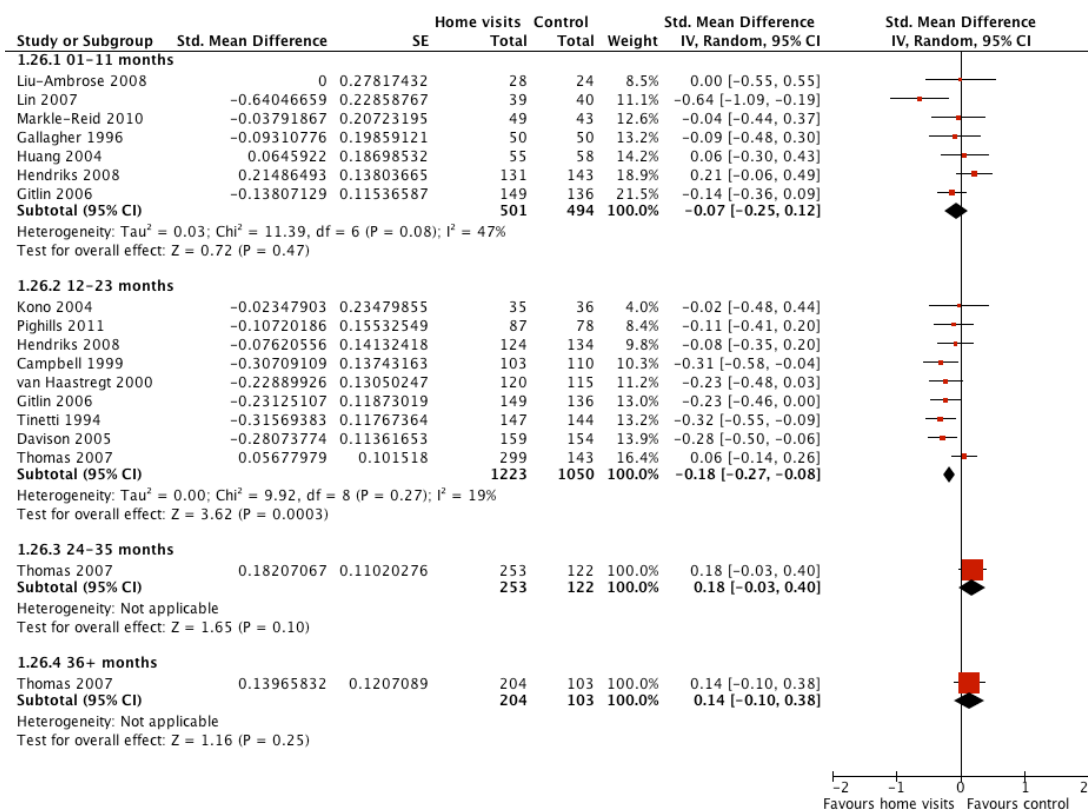 Home visits Control Std. Mean Difference Std. Mean Difference
Study or Subgroup Std. Mean Difference SE Total Total Weight IV, Random, 95% CI IV, Random, 95% CI
1.26.1 01–11 months
Liu-Ambrose 2008 0 0.27817432 28 24 8.5% 0.00 [-0.55, 0.55]
Lin 2007 -0.64046659 0.22858767 39 40 11.1% -0.64 [-1.09, -0.19]
Markle-Reid 2010 -0.03791867 0.20723195 49 43 12.6% -0.04 [-0.44, 0.37]
Gallagher 1996 -0.09310776 0.19859121 50 50 13.2% -0.09 [-0.48, 0.30]
Huang 2004 0.0645922 0.18698532 55 58 14.2% 0.06 [-0.30, 0.43]
Hendriks 2008 0.21486493 0.13803665 131 143 18.9% 0.21 [-0.06, 0.49]
Gitlin 2006 -0.13807129 0.11536587 149 136 21.5% -0.14 [-0.36, 0.09]
Subtotal (95% CI) 501 494 100.0% -0.07 [-0.25, 0.12]
Heterogeneity: Tau² = 0.03; Chi² = 11.39, df = 6 (P = 0.08); I² = 47%
Test for overall effect: Z = 0.72 (P = 0.47)
1.26.2 12–23 months
Kono 2004 -0.02347903 0.23479855 35 36 4.0% -0.02 [-0.48, 0.44]
Pighills 2011 -0.10720186 0.15532549 87 78 8.4% -0.11 [-0.41, 0.20]
Hendriks 2008 -0.07620556 0.14132418 124 134 9.8% -0.08 [-0.35, 0.20]
Campbell 1999 -0.30709109 0.13743163 103 110 10.3% -0.31 [-0.58, -0.04]
van Haastregt 2000 -0.22889926 0.13050247 120 115 11.2% -0.23 [-0.48, 0.03]
Gitlin 2006 -0.23125107 0.11873019 149 136 13.0% -0.23 [-0.46, 0.00]
Tinetti 1994 -0.31569383 0.11767364 147 144 13.2% -0.32 [-0.55, -0.09]
Davison 2005 -0.28073774 0.11361653 159 154 13.9% -0.28 [-0.50, -0.06]
Thomas 2007 0.05677979 0.101518 299 143 16.4% 0.06 [-0.14, 0.26]
Subtotal (95% CI) 1223 1050 100.0% -0.18 [-0.27, -0.08]
Heterogeneity: Tau² = 0.00; Chi² = 9.92, df = 8 (P = 0.27); I² = 19%
Test for overall effect: Z = 3.62 (P = 0.0003)
1.26.3 24–35 months
Thomas 2007 0.18207067 0.11020276 253 122 100.0% 0.18 [-0.03, 0.40]
Subtotal (95% CI) 253 122 100.0% 0.18 [-0.03, 0.40]
Heterogeneity: Not applicable
Test for overall effect: Z = 1.65 (P = 0.10)
1.26.4 36+ months
Thomas 2007 0.13965832 0.1207089 204 103 100.0% 0.14 [-0.10, 0.38]
Subtotal (95% CI) 204 103 100.0% 0.14 [-0.10, 0.38]
Heterogeneity: Not applicable
Test for overall effect: Z = 1.16 (P = 0.25)
-2 -1 0 1 2
Favours home visits Favours control